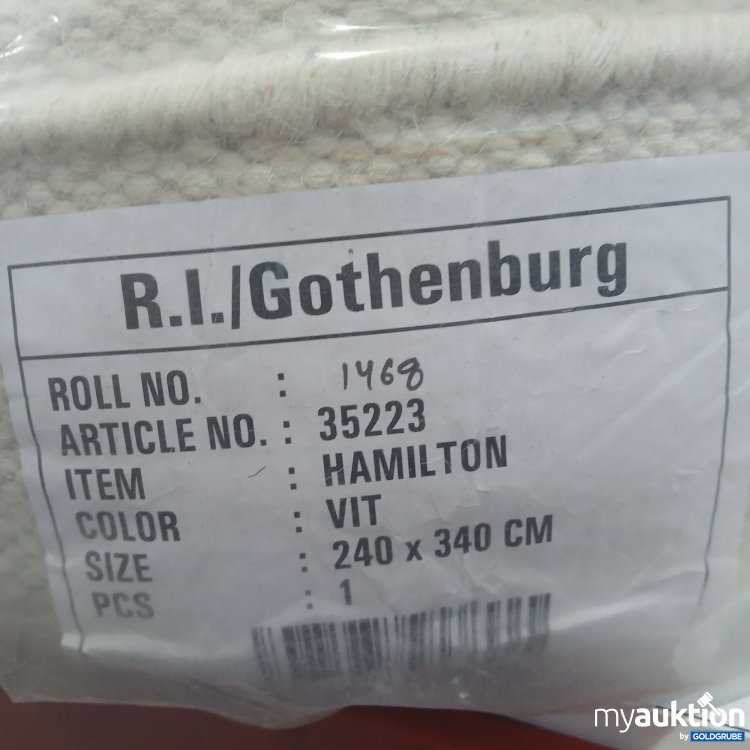 R.I./Gothenburg
ROLL NO. : 1468
ARTICLE NO. : 35223
ITEM : HAMILTON
COLOR : VIT
SIZE : 240 x 340 CM
PCS : 1
myauktion
by GOLDGRUBE